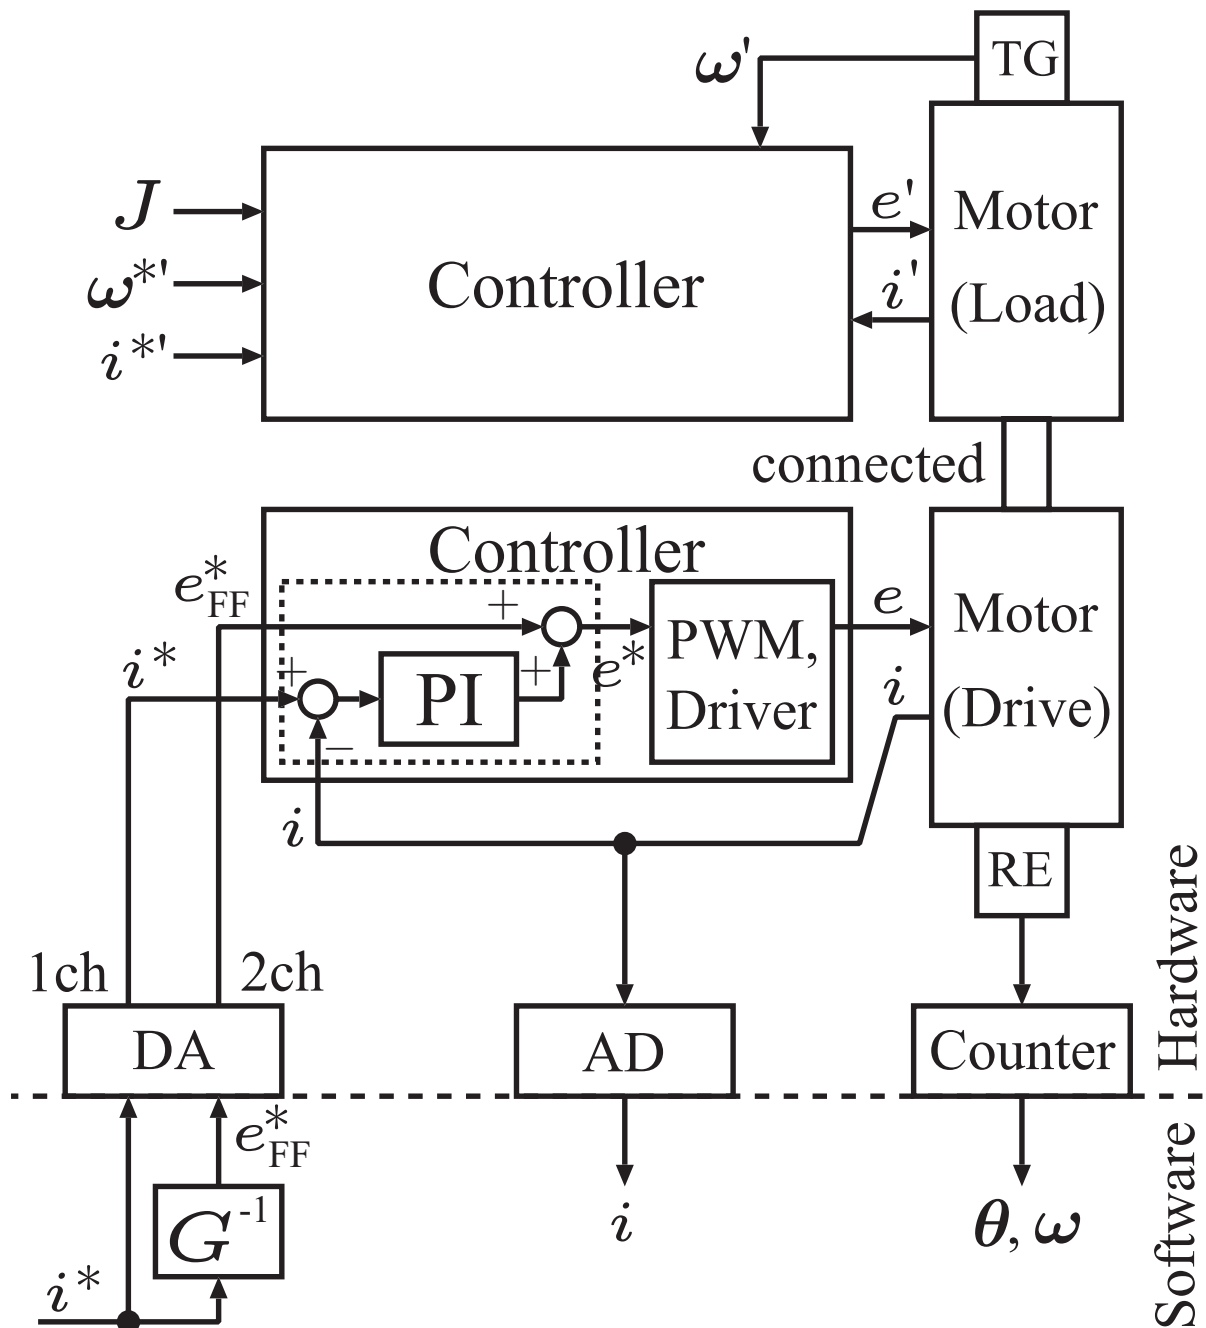 TG
ω'
J
ω*'
i*'
Controller
e'
i'
Motor
(Load)
connected
Controller
e*FF
i*
+
+
+
−
PI
e*
PWM,
Driver
e
i
Motor
(Drive)
i
RE
1ch
2ch
DA
AD
Counter
Hardware
Software
e*FF
G-1
i*
i
θ, ω